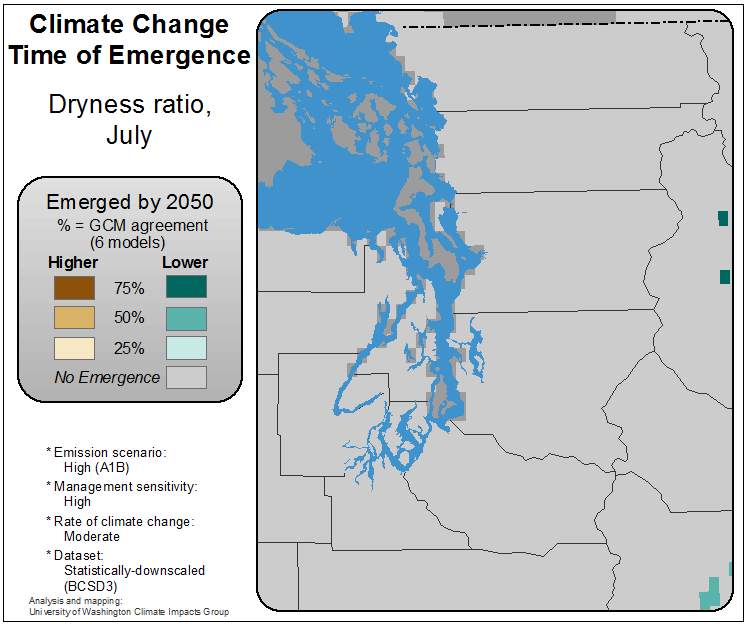 Climate Change
Time of Emergence
Dryness ratio,
July
Emerged by 2050
% = GCM agreement
(6 models)
Higher Lower
75%
50%
25%
No Emergence
* Emission scenario:
High (A1B)
* Management sensitivity:
High
* Rate of climate change:
Moderate
* Dataset:
Statistically-downscaled
(BCSD3)
Analysis and mapping:
University of Washington Climate Impacts Group